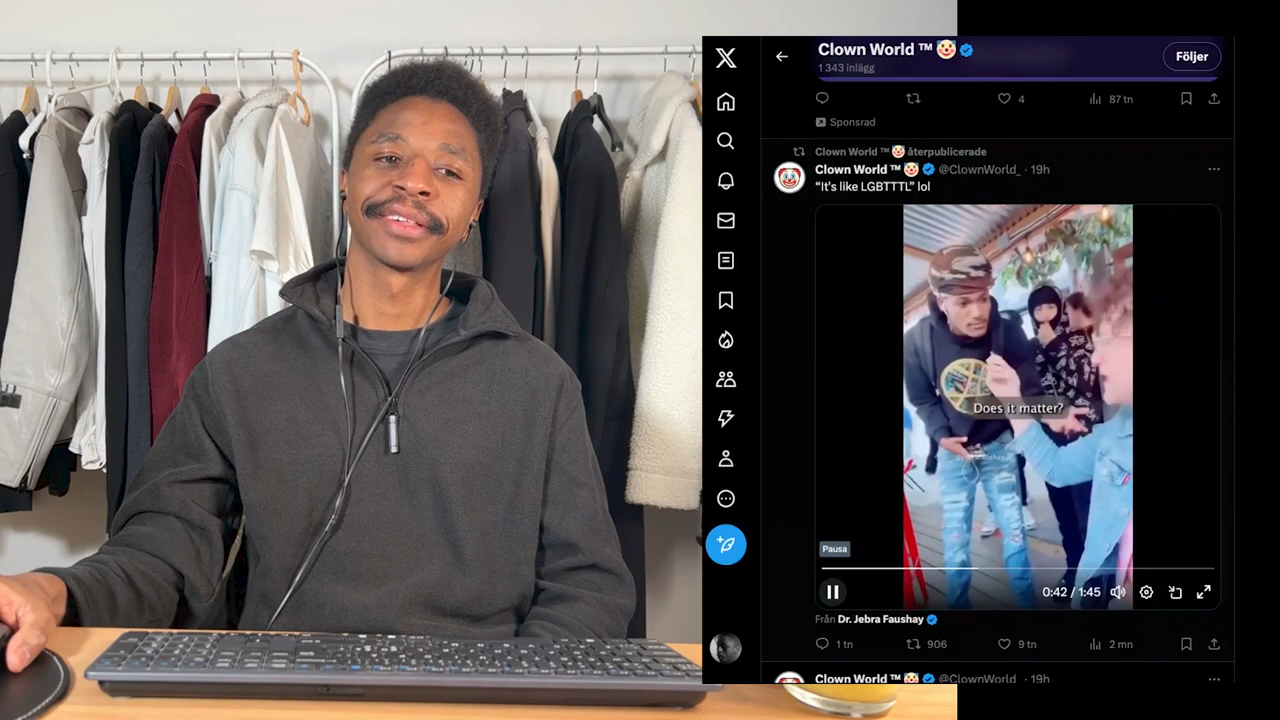 Clown World ™ 🤡
1 343 inlägg
Följer
4
87 tn
Sponsrad
Clown World ™ 🤡 återpublicerade
Clown World ™ 🤡 @ClownWorld_ · 19h
“It's like LGBTTTL” lol
Does it matter?
Pausa
0:42 / 1:45
Från Dr. Jebra Faushay
1 tn
906
9 tn
2 mn
Clown World ™ 🤡 @ClownWorld_ · 19h